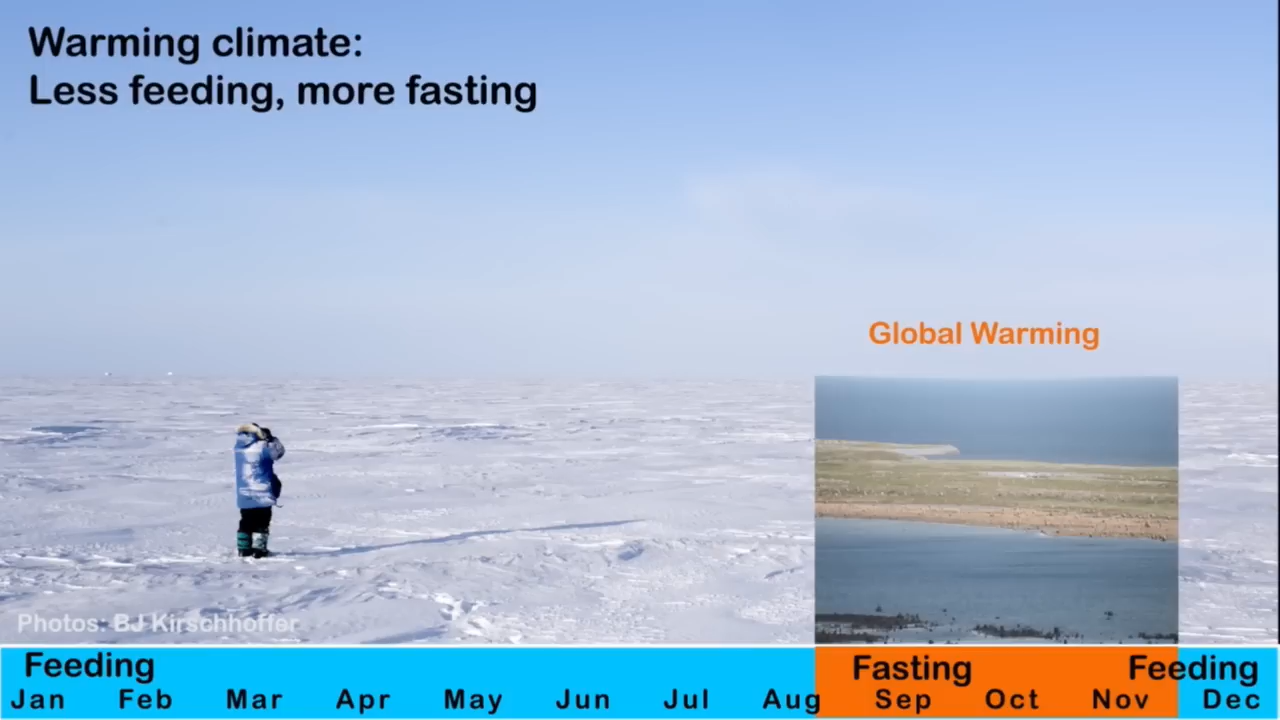 Warming climate:
Less feeding, more fasting
Global Warming
Photos: BJ Kirschhoffer
Feeding Fasting Feeding
Jan Feb Mar Apr May Jun Jul Aug Sep Oct Nov Dec